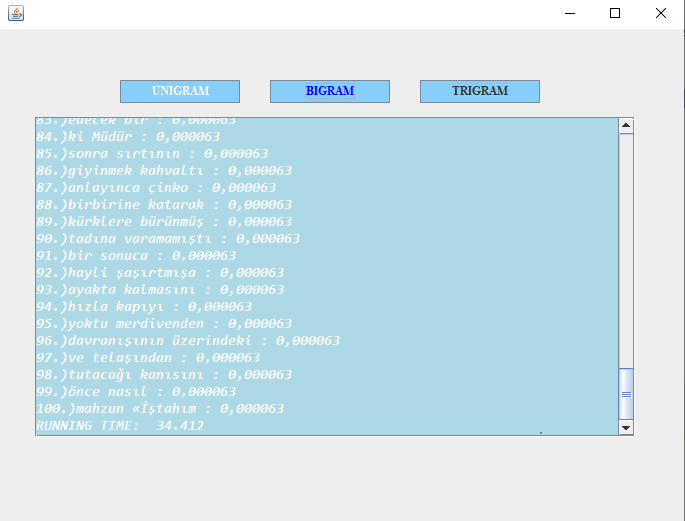 UNIGRAM BIGRAM TRIGRAM
83.)edecek bir : 0,000063
84.)ki Müdür : 0,000063
85.)sonra sırtının : 0,000063
86.)giyinmek kahvaltı : 0,000063
87.)anlayınca çinko : 0,000063
88.)birbirine katarak : 0,000063
89.)kürklere bürünmüş : 0,000063
90.)tadına varamamıştı : 0,000063
91.)bir sonuca : 0,000063
92.)hayli şaşırtmışa : 0,000063
93.)ayakta kalmasını : 0,000063
94.)hızla kapıyı : 0,000063
95.)yoktu merdivenden : 0,000063
96.)davranışının üzerindeki : 0,000063
97.)ve telaşından : 0,000063
98.)tutacağı kanısını : 0,000063
99.)önce nasıl : 0,000063
100.)mahzun «İştahım : 0,000063
RUNNING TIME:  34.412